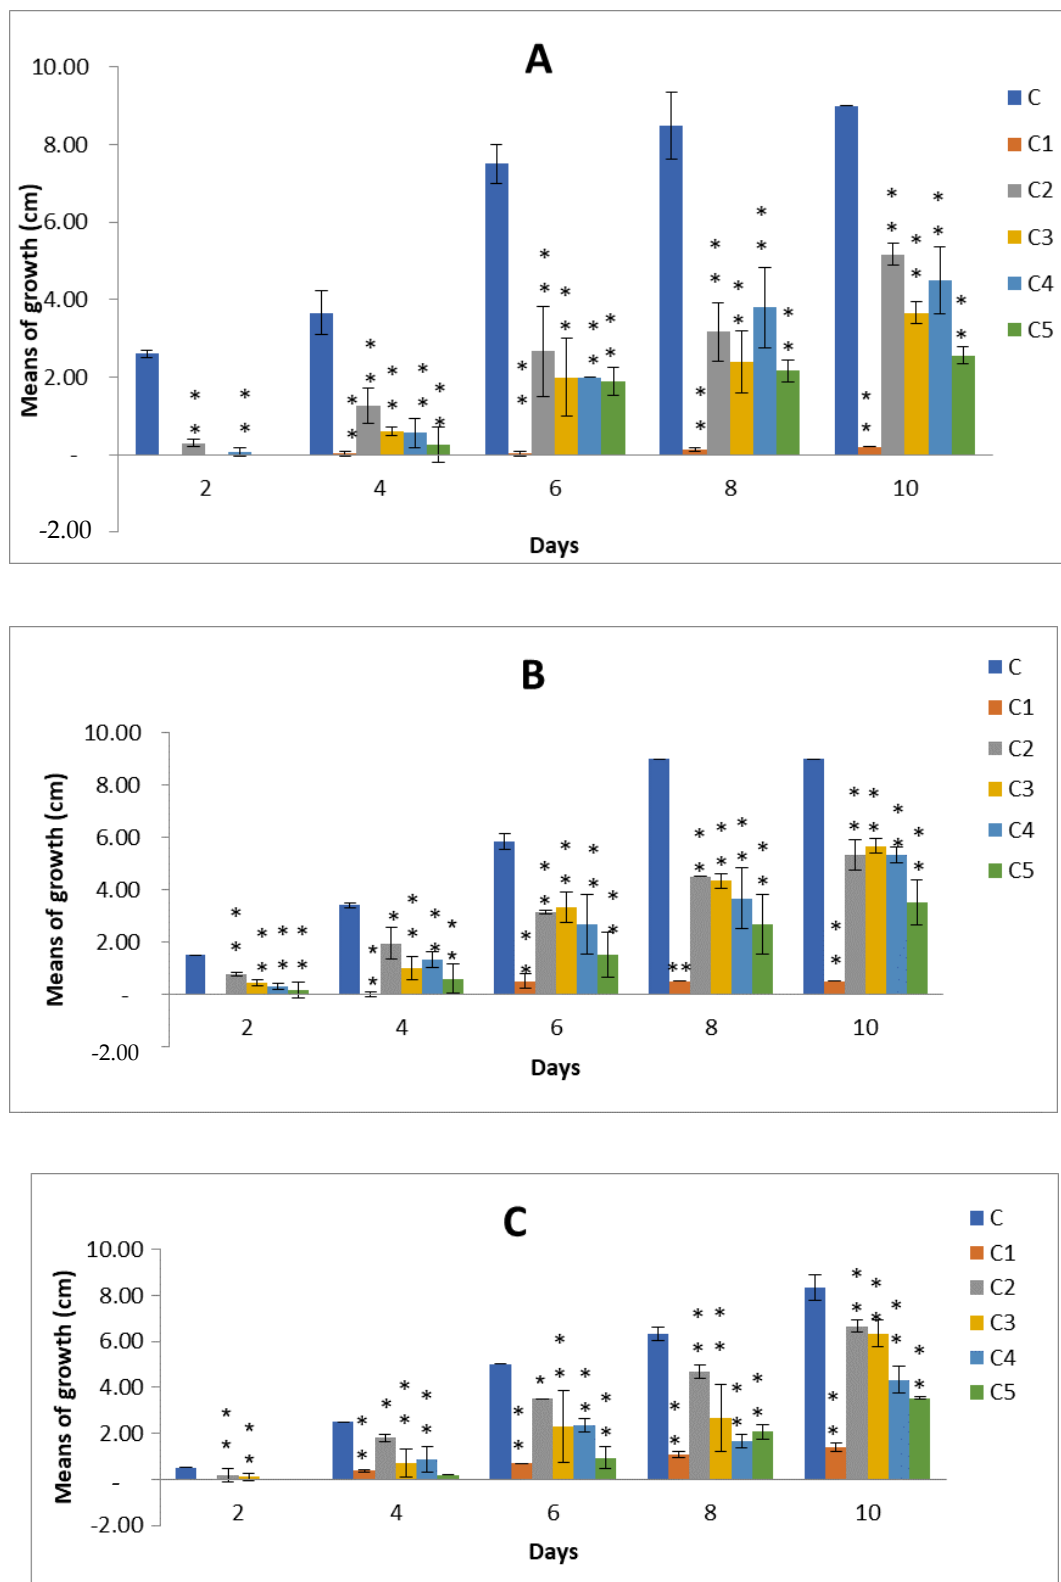 A
10.00
8.00
6.00
4.00
2.00
-
-2.00
Means of growth (cm)
2 4 6 8 10
Days
C
C1
C2
C3
C4
C5
B
10.00
8.00
6.00
4.00
2.00
-
-2.00
Means of growth (cm)
2 4 6 8 10
Days
C
C1
C2
C3
C4
C5
C
10.00
8.00
6.00
4.00
2.00
-
-2.00
Means of growth (cm)
2 4 6 8 10
Days
C
C1
C2
C3
C4
C5